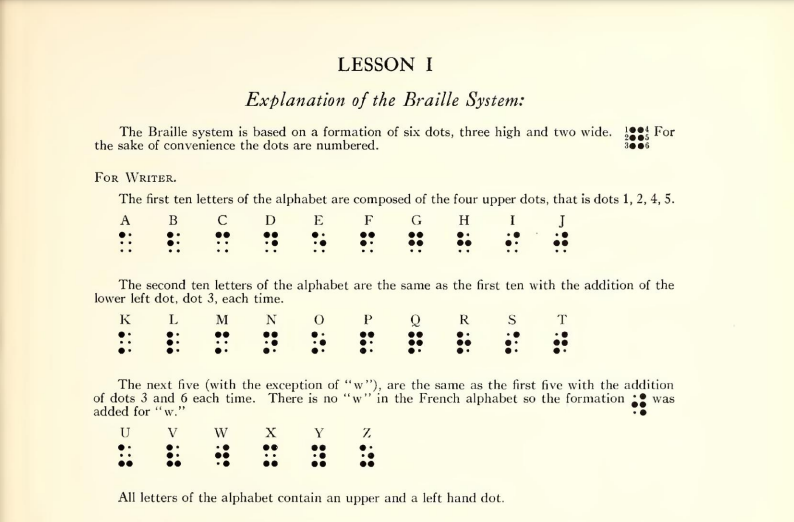 LESSON I
Explanation of the Braille System:
The Braille system is based on a formation of six dots, three high and two wide. 1●●4 2●●5 3●●6 For
the sake of convenience the dots are numbered.
FOR WRITER.
The first ten letters of the alphabet are composed of the four upper dots, that is dots 1, 2, 4, 5.
A B C D E F G H I J
⠁ ⠃ ⠉ ⠙ ⠑ ⠋ ⠛ ⠓ ⠊ ⠚
The second ten letters of the alphabet are the same as the first ten with the addition of the
lower left dot, dot 3, each time.
K L M N O P Q R S T
⠅ ⠇ ⠍ ⠝ ⠕ ⠏ ⠟ ⠗ ⠎ ⠞
The next five (with the exception of “w”), are the same as the first five with the addition
of dots 3 and 6 each time. There is no “w” in the French alphabet so the formation ⠺ was
added for “w.”
U V W X Y Z
⠥ ⠧ ⠺ ⠭ ⠽ ⠵
All letters of the alphabet contain an upper and a left hand dot.